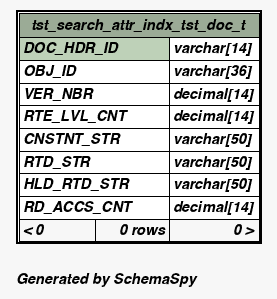 tst_search_attr_indx_tst_doc_t
DOC_HDR_ID varchar[14]
OBJ_ID varchar[36]
VER_NBR decimal[14]
RTE_LVL_CNT decimal[14]
CNSTNT_STR varchar[50]
RTD_STR varchar[50]
HLD_RTD_STR varchar[50]
RD_ACCS_CNT decimal[14]
< 0 0 rows 0 >
Generated by SchemaSpy